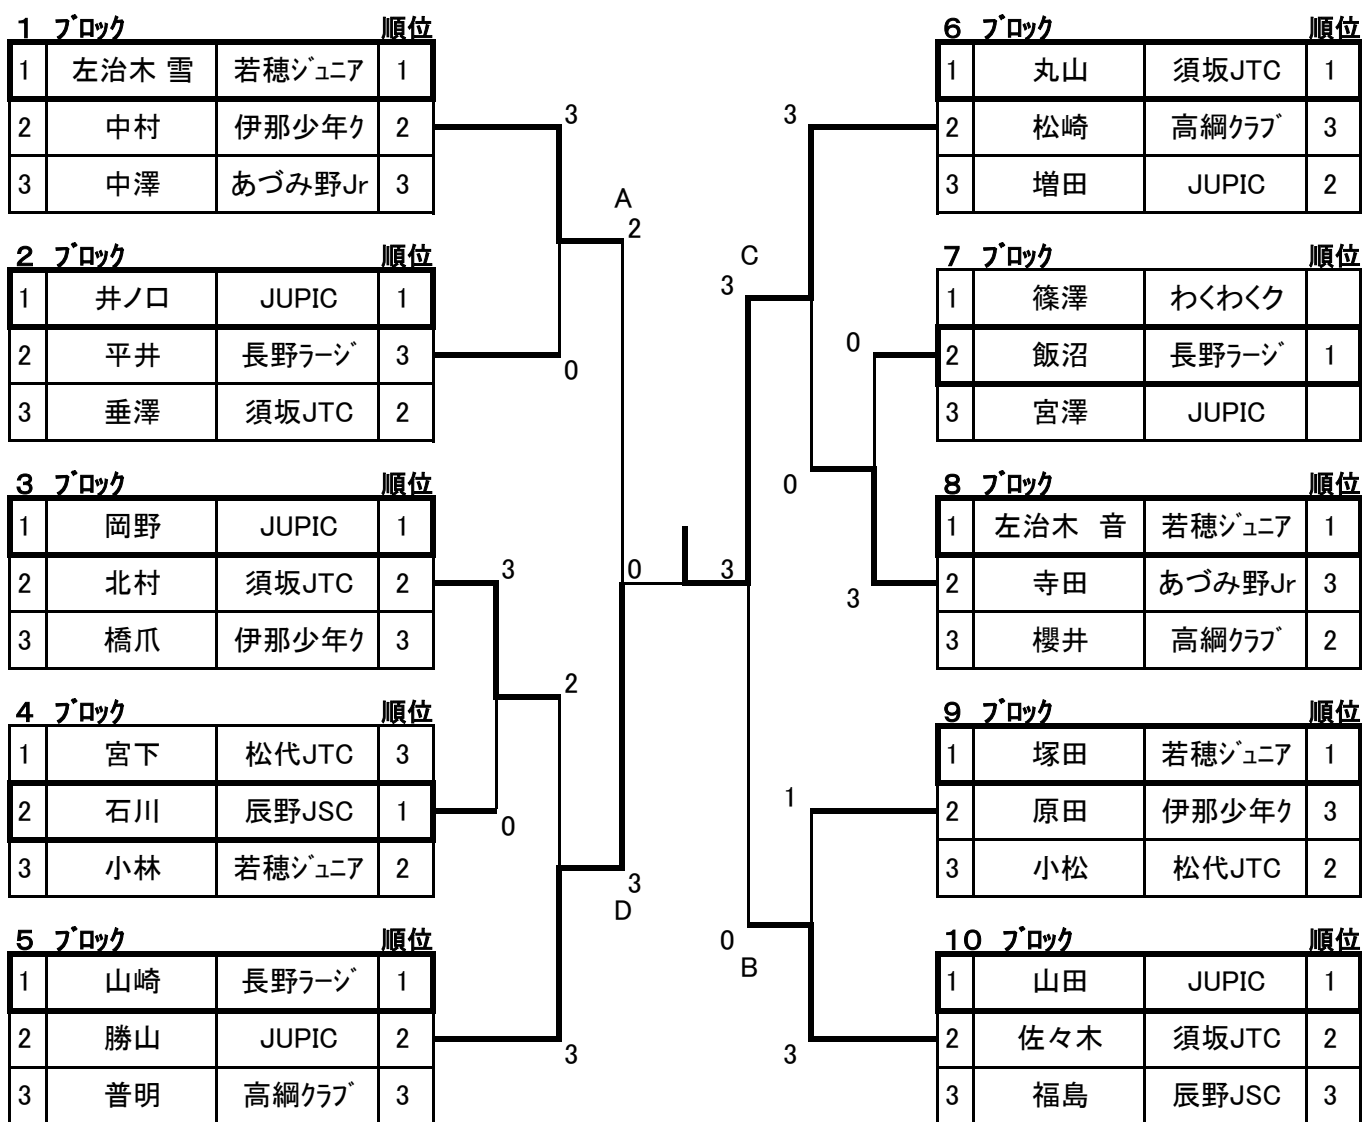 1 ブロック 順位
1 左治木 雪 若穂ジュニア 1
2 中村 伊那少年ク 2
3 中澤 あづみ野Jr 3
2 ブロック 順位
1 井ノ口 JUPIC 1
2 平井 長野ラージ 3
3 垂澤 須坂JTC 2
3 ブロック 順位
1 岡野 JUPIC 1
2 北村 須坂JTC 2
3 橋爪 伊那少年ク 3
4 ブロック 順位
1 宮下 松代JTC 3
2 石川 辰野JSC 1
3 小林 若穂ジュニア 2
5 ブロック 順位
1 山崎 長野ラージ 1
2 勝山 JUPIC 2
3 普明 高綱クラブ 3
3
A
2
0
3
0
2
0
3
D
3
3
C
3
0
0
3
3
1
0
B
3
6 ブロック 順位
1 丸山 須坂JTC 1
2 松崎 高綱クラブ 3
3 増田 JUPIC 2
7 ブロック 順位
1 篠澤 わくわくク
2 飯沼 長野ラージ 1
3 宮澤 JUPIC
8 ブロック 順位
1 左治木 音 若穂ジュニア 1
2 寺田 あづみ野Jr 3
3 櫻井 高綱クラブ 2
9 ブロック 順位
1 塚田 若穂ジュニア 1
2 原田 伊那少年ク 3
3 小松 松代JTC 2
10 ブロック 順位
1 山田 JUPIC 1
2 佐々木 須坂JTC 2
3 福島 辰野JSC 3